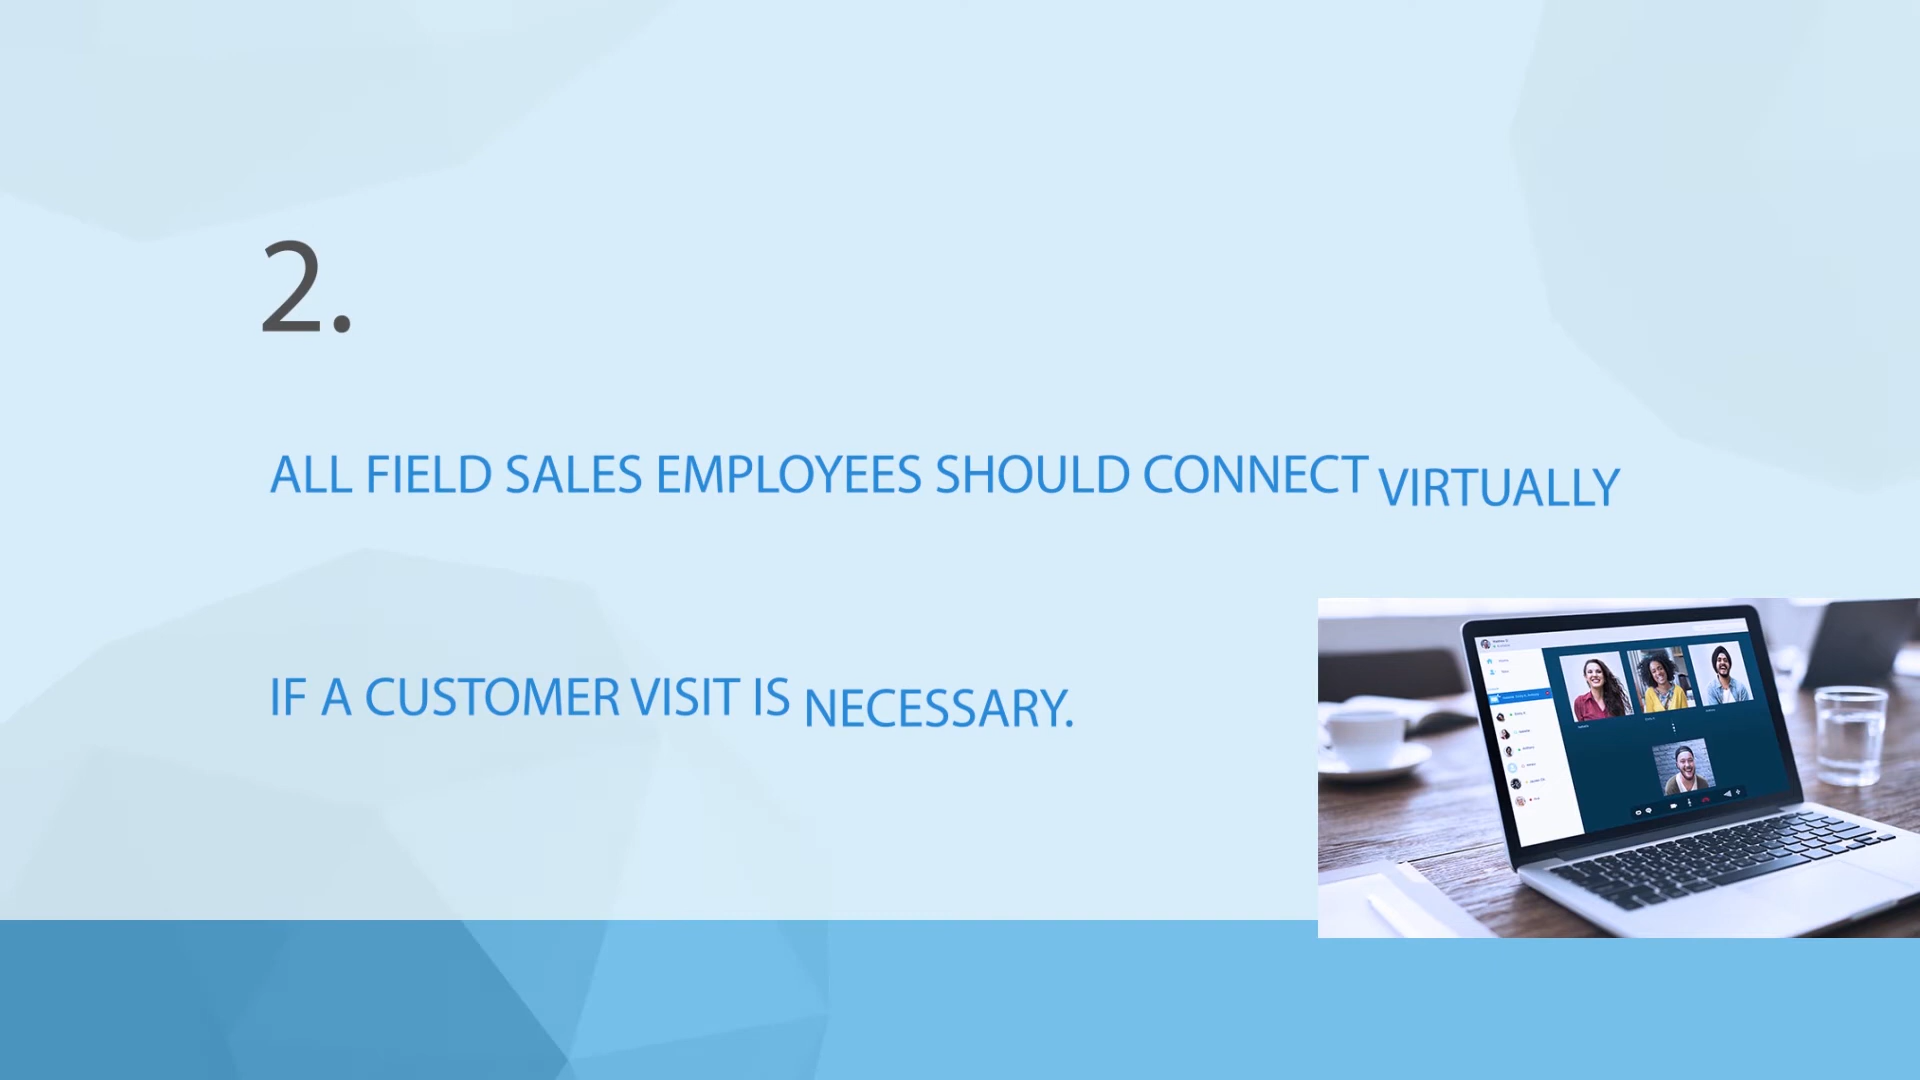 2.
ALL FIELD SALES EMPLOYEES SHOULD CONNECT VIRTUALLY
IF A CUSTOMER VISIT IS NECESSARY.